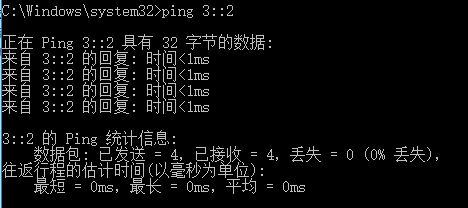 C:\Windows\system32>ping 3::2
正在 Ping 3::2 具有 32 字节的数据:
来自 3::2 的回复: 时间<1ms
来自 3::2 的回复: 时间<1ms
来自 3::2 的回复: 时间<1ms
来自 3::2 的回复: 时间<1ms
3::2 的 Ping 统计信息:
数据包: 已发送 = 4, 已接收 = 4, 丢失 = 0 (0% 丢失),
往返行程的估计时间(以毫秒为单位):
最短 = 0ms, 最长 = 0ms, 平均 = 0ms